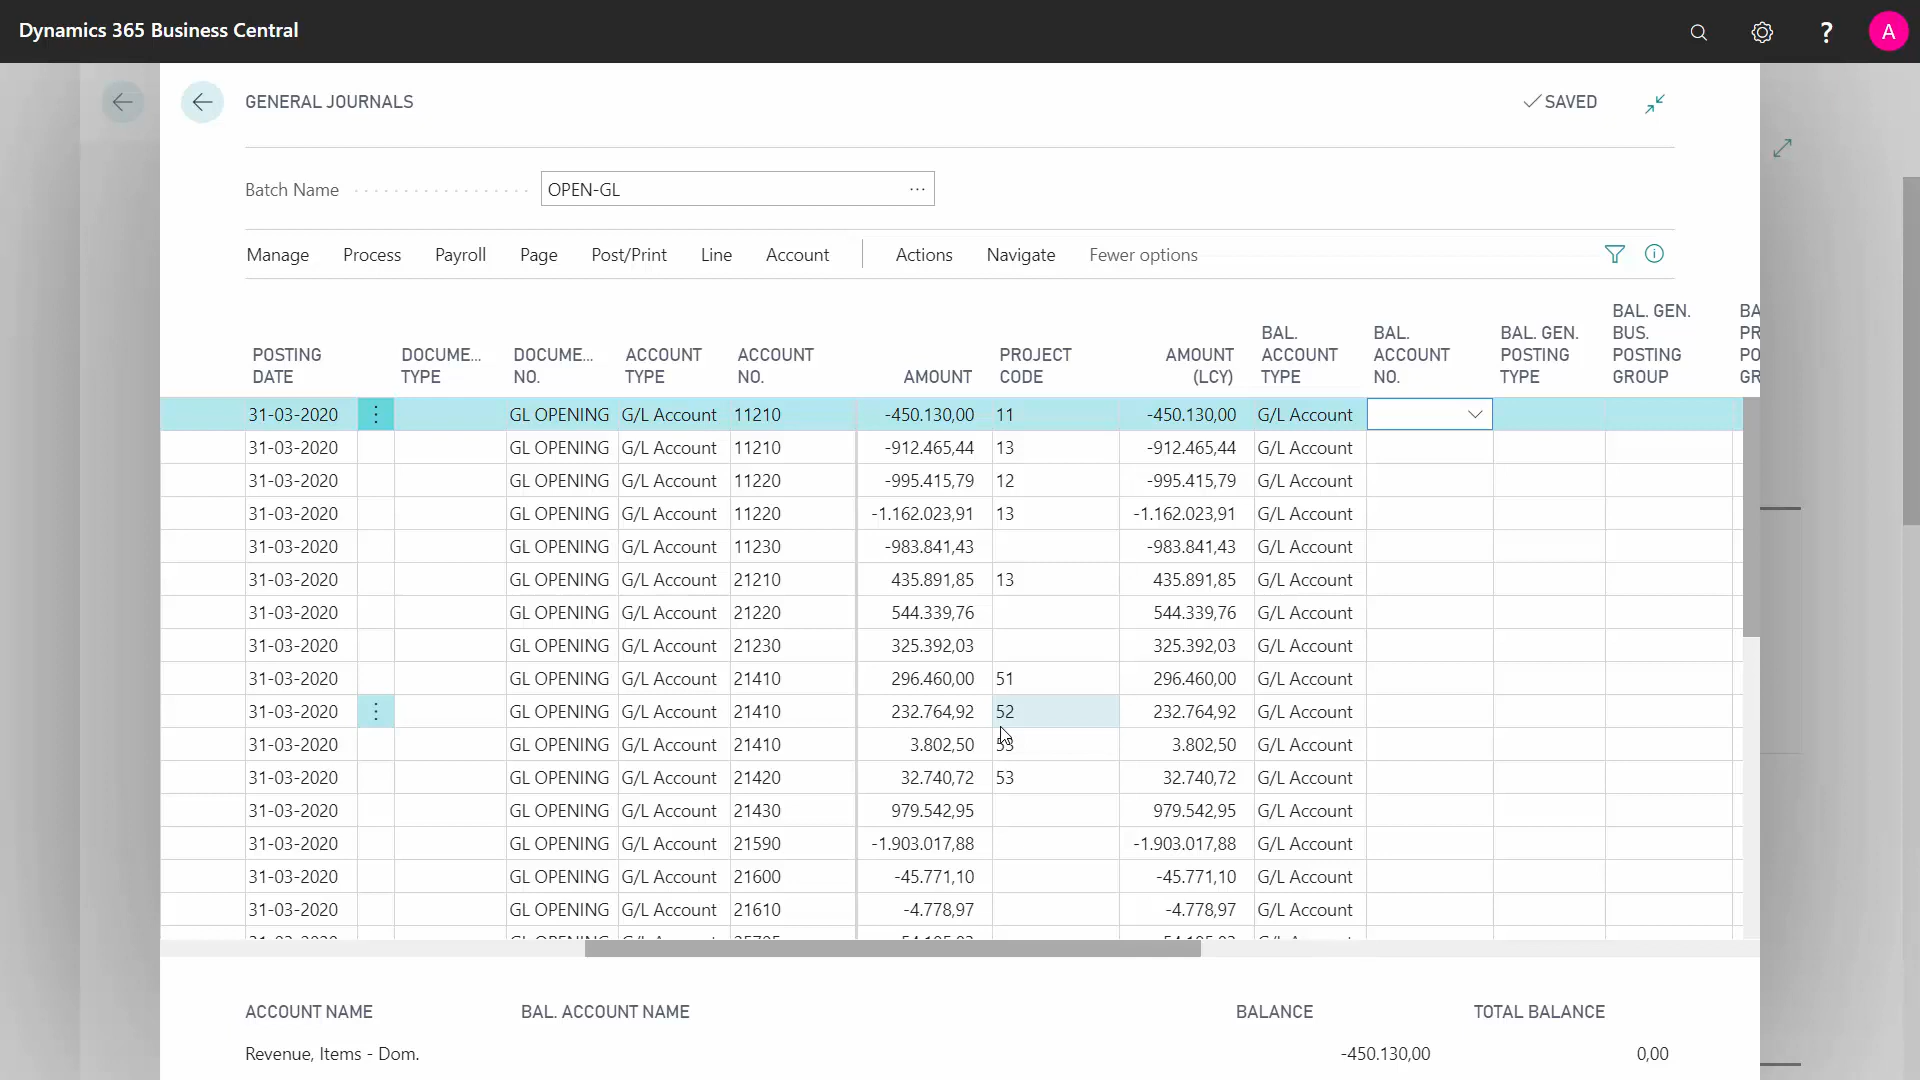 Dynamics 365 Business Central
A
GENERAL JOURNALS
SAVED
Batch Name
OPEN-GL
Manage Process Payroll Page Post/Print Line Account Actions Navigate Fewer options
POSTING DATE DOCUME... TYPE DOCUME... NO. ACCOUNT TYPE ACCOUNT NO. AMOUNT PROJECT CODE AMOUNT (LCY) BAL. ACCOUNT TYPE BAL. ACCOUNT NO. BAL. GEN. POSTING TYPE BAL. GEN. BUS. POSTING GROUP
31-03-2020 GL OPENING G/L Account 11210 -450.130,00 11 -450.130,00 G/L Account
31-03-2020 GL OPENING G/L Account 11210 -912.465,44 13 -912.465,44 G/L Account
31-03-2020 GL OPENING G/L Account 11220 -995.415,79 12 -995.415,79 G/L Account
31-03-2020 GL OPENING G/L Account 11220 -1.162.023,91 13 -1.162.023,91 G/L Account
31-03-2020 GL OPENING G/L Account 11230 -983.841,43 -983.841,43 G/L Account
31-03-2020 GL OPENING G/L Account 21210 435.891,85 13 435.891,85 G/L Account
31-03-2020 GL OPENING G/L Account 21220 544.339,76 544.339,76 G/L Account
31-03-2020 GL OPENING G/L Account 21230 325.392,03 325.392,03 G/L Account
31-03-2020 GL OPENING G/L Account 21410 296.460,00 51 296.460,00 G/L Account
31-03-2020 GL OPENING G/L Account 21410 232.764,92 52 232.764,92 G/L Account
31-03-2020 GL OPENING G/L Account 21410 3.802,50 53 3.802,50 G/L Account
31-03-2020 GL OPENING G/L Account 21420 32.740,72 53 32.740,72 G/L Account
31-03-2020 GL OPENING G/L Account 21430 979.542,95 979.542,95 G/L Account
31-03-2020 GL OPENING G/L Account 21590 -1.903.017,88 -1.903.017,88 G/L Account
31-03-2020 GL OPENING G/L Account 21600 -45.771,10 -45.771,10 G/L Account
31-03-2020 GL OPENING G/L Account 21610 -4.778,97 -4.778,97 G/L Account
ACCOUNT NAME BAL. ACCOUNT NAME BALANCE TOTAL BALANCE
Revenue, Items - Dom. -450.130,00 0,00